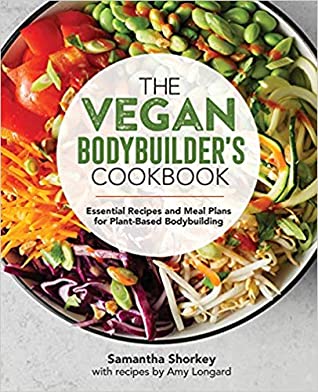 THE
VEGAN
BODYBUILDER'S
COOKBOOK
Essential Recipes and Meal Plans
for Plant-Based Bodybuilding
Samantha Shorkey
with recipes by Amy Longard